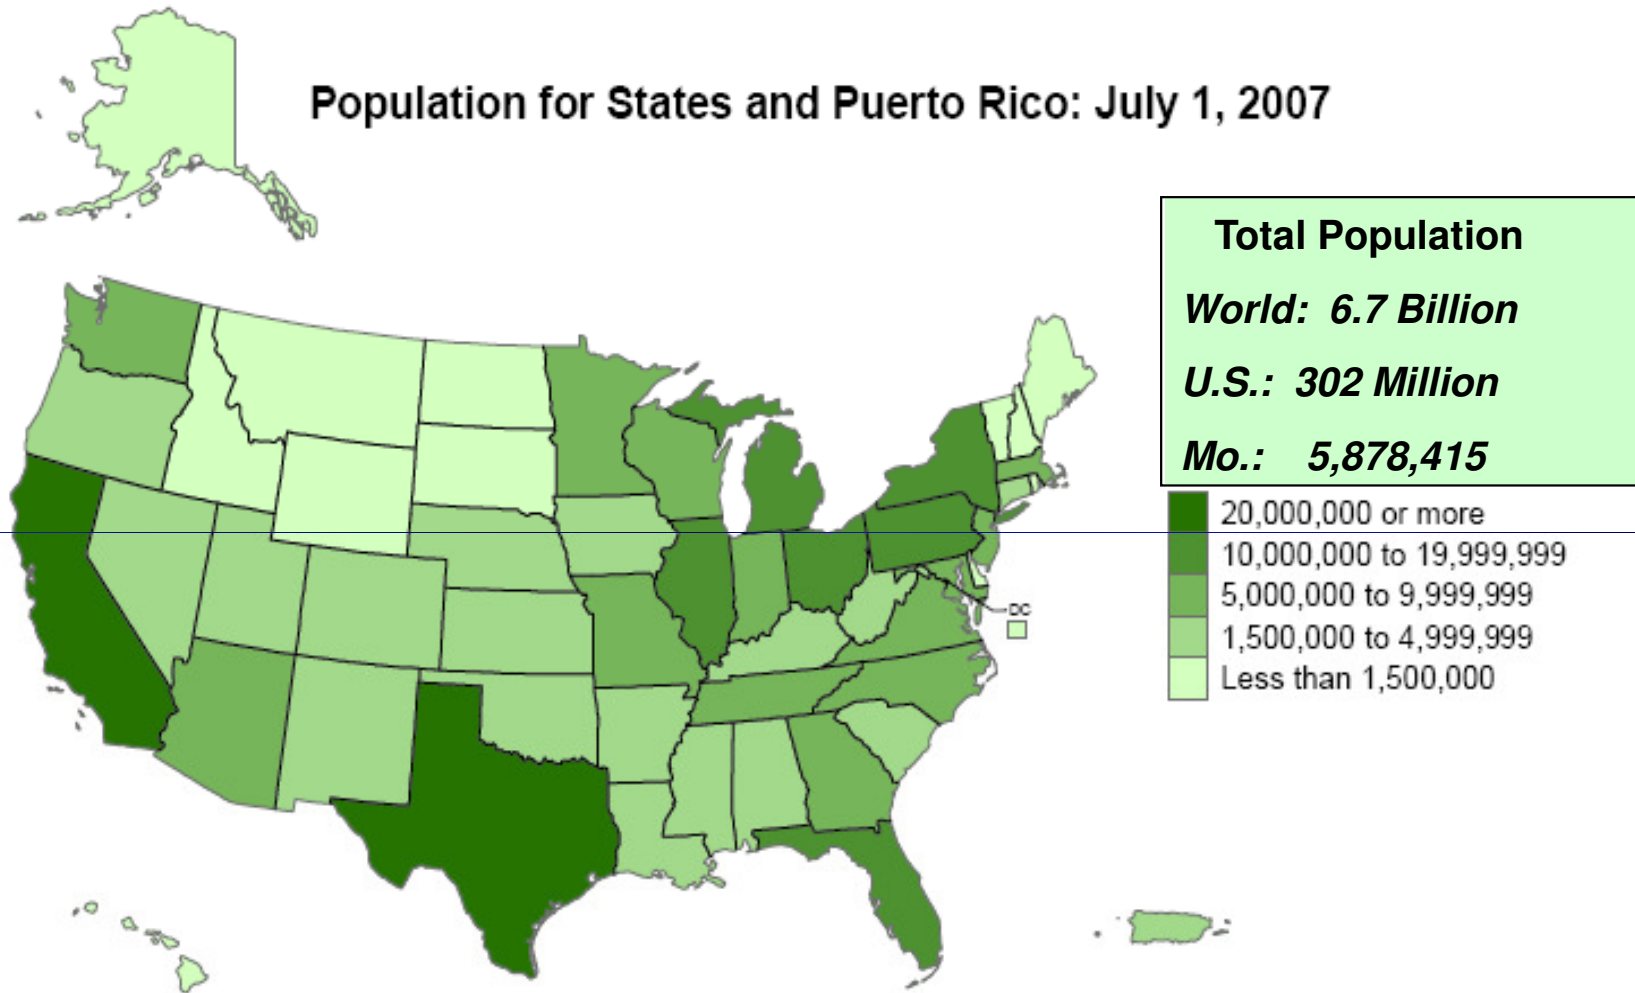 Population for States and Puerto Rico: July 1, 2007
Total Population
World: 6.7 Billion
U.S.: 302 Million
Mo.: 5,878,415
20,000,000 or more
10,000,000 to 19,999,999
5,000,000 to 9,999,999
1,500,000 to 4,999,999
Less than 1,500,000
DC